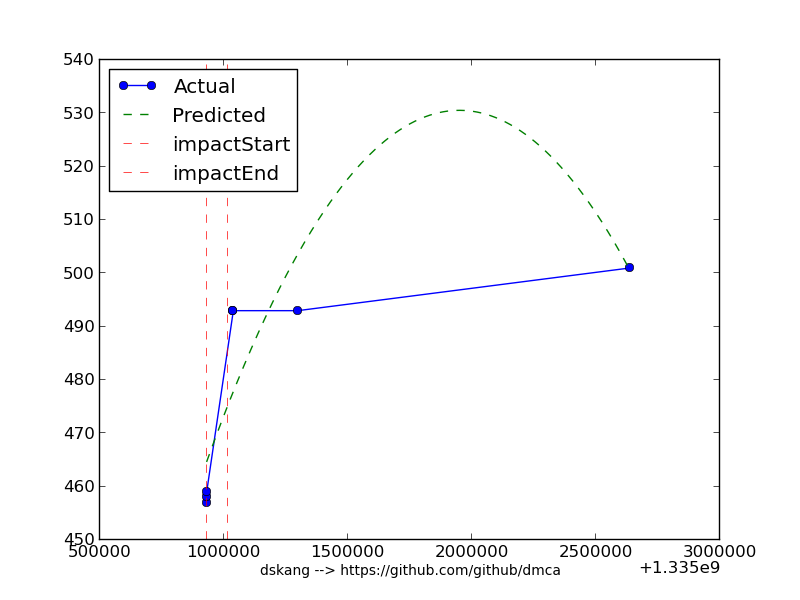 540
530
520
510
500
490
480
470
460
450
Actual
Predicted
impactStart
impactEnd
500000 1000000 1500000 2000000 2500000 3000000
+1.335e9
dskang --> https://github.com/github/dmca